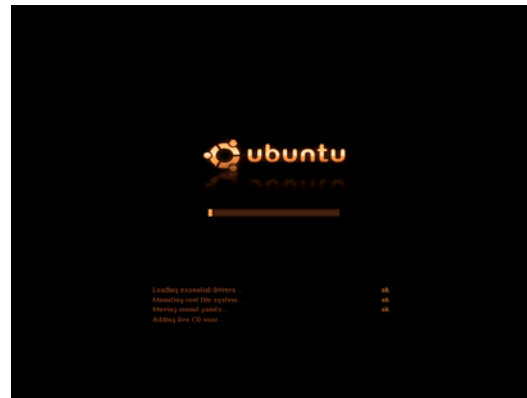 ubuntu
Loading essential drivers... ok
Mounting root file system... ok
Moving mount points... ok
Adding live CD user...